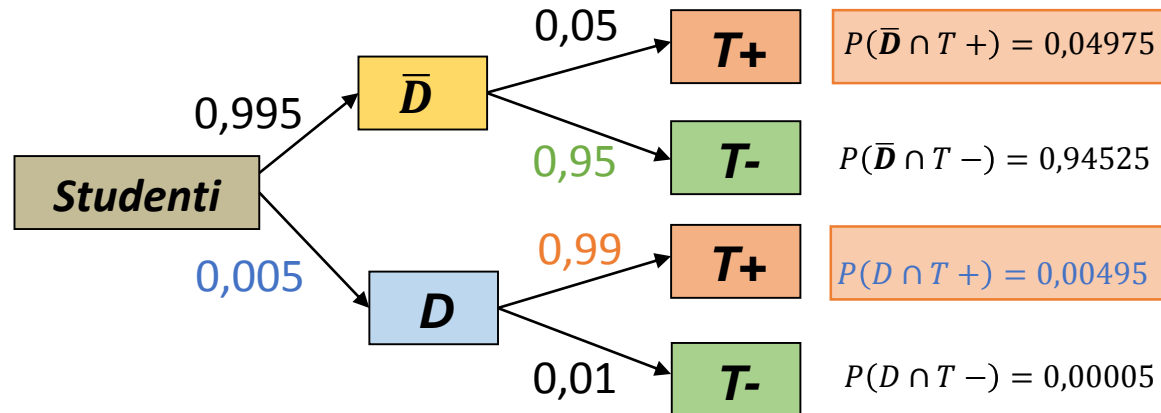 0,05
T+
P(D̅ ∩ T +) = 0,04975
D̅
0,995
0,95
T-
P(D̅ ∩ T −) = 0,94525
Studenti
0,99
T+
P(D ∩ T +) = 0,00495
0,005
D
0,01
T-
P(D ∩ T −) = 0,00005